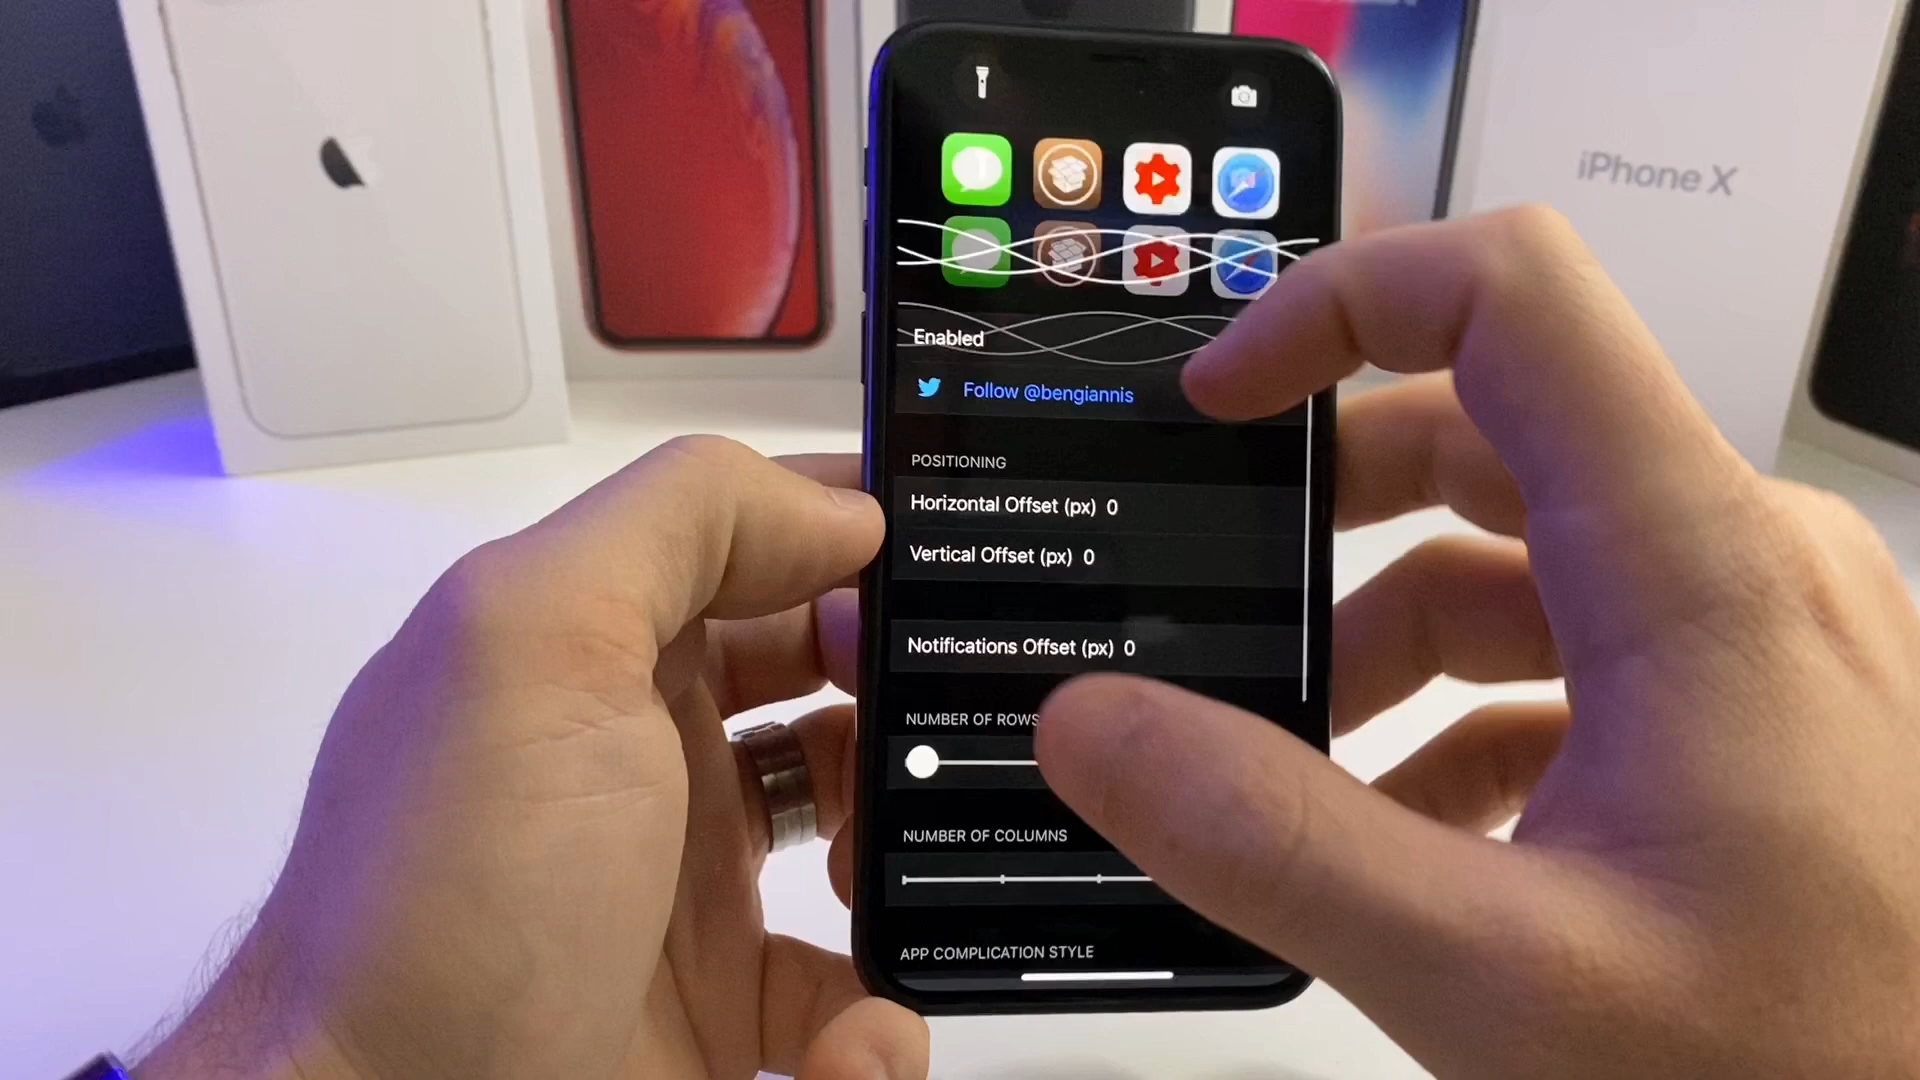 iPhone X
Enabled
Follow @bengiannis
POSITIONING
Horizontal Offset (px) 0
Vertical Offset (px) 0
Notifications Offset (px) 0
NUMBER OF ROWS
NUMBER OF COLUMNS
APP COMPLICATION STYLE